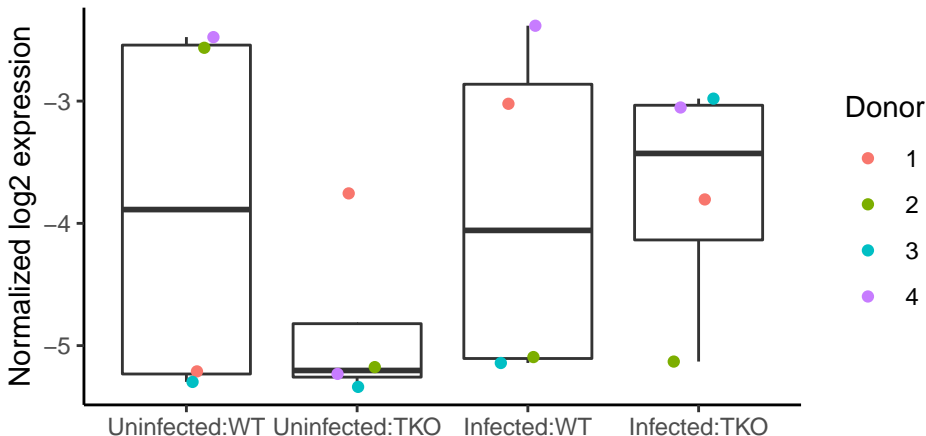 Normalized log2 expression
−3
−4
−5
Uninfected:WT
Uninfected:TKO
Infected:WT
Infected:TKO
Donor
1
2
3
4